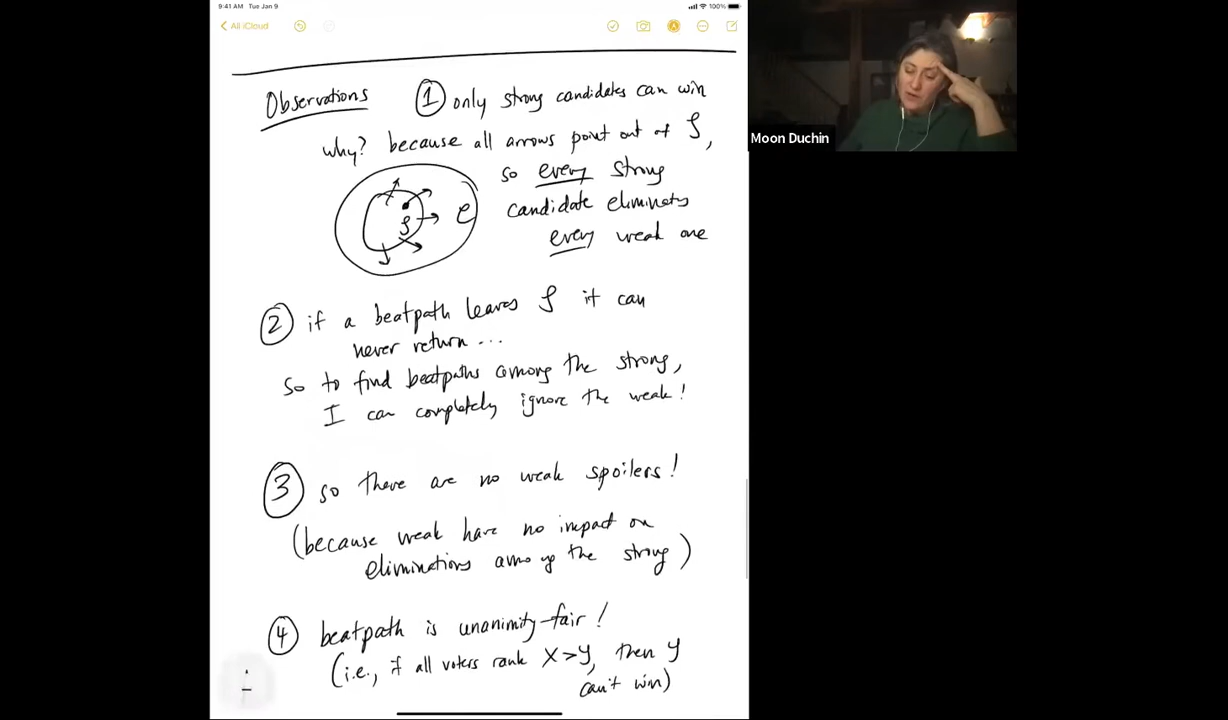 9:41 AM Tue Jan 9
100%
All iCloud
Observations ① only strong candidates can win
why? because all arrows point out of S,
so every strong
candidate eliminates
every weak one
S
C
② if a beatpath leaves S it can
never return...
So to find beatpaths among the strong,
I can completely ignore the weak!
③ so there are no weak spoilers!
(because weak have no impact on
eliminations among the strong)
④ beatpath is unanimity-fair!
(i.e., if all voters rank X>Y, then Y
can't win)
Moon Duchin